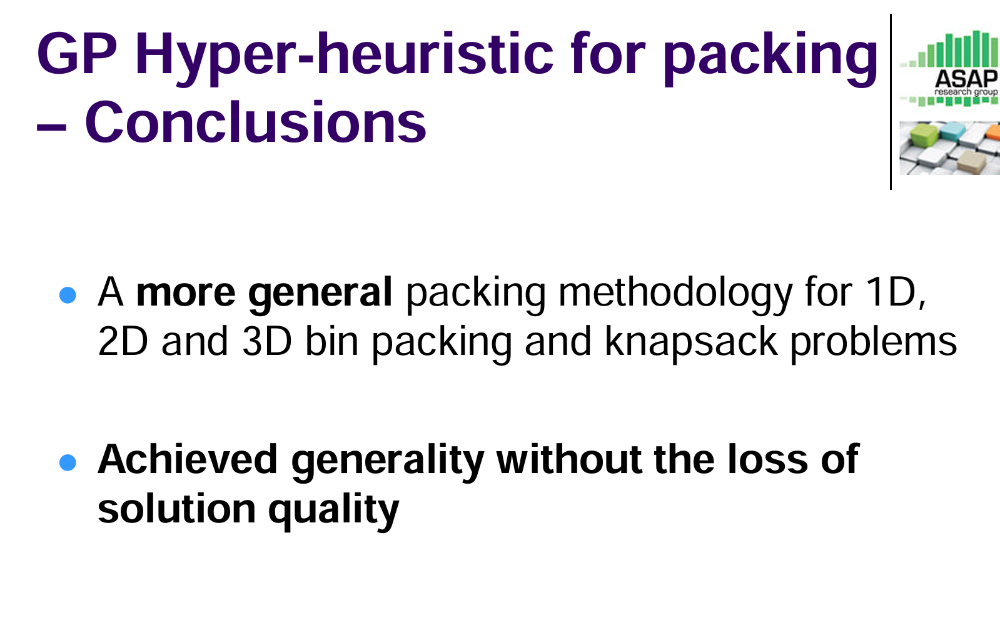 GP Hyper-heuristic for packing
– Conclusions
ASAP
research group
● A more general packing methodology for 1D,
2D and 3D bin packing and knapsack problems
● Achieved generality without the loss of
solution quality